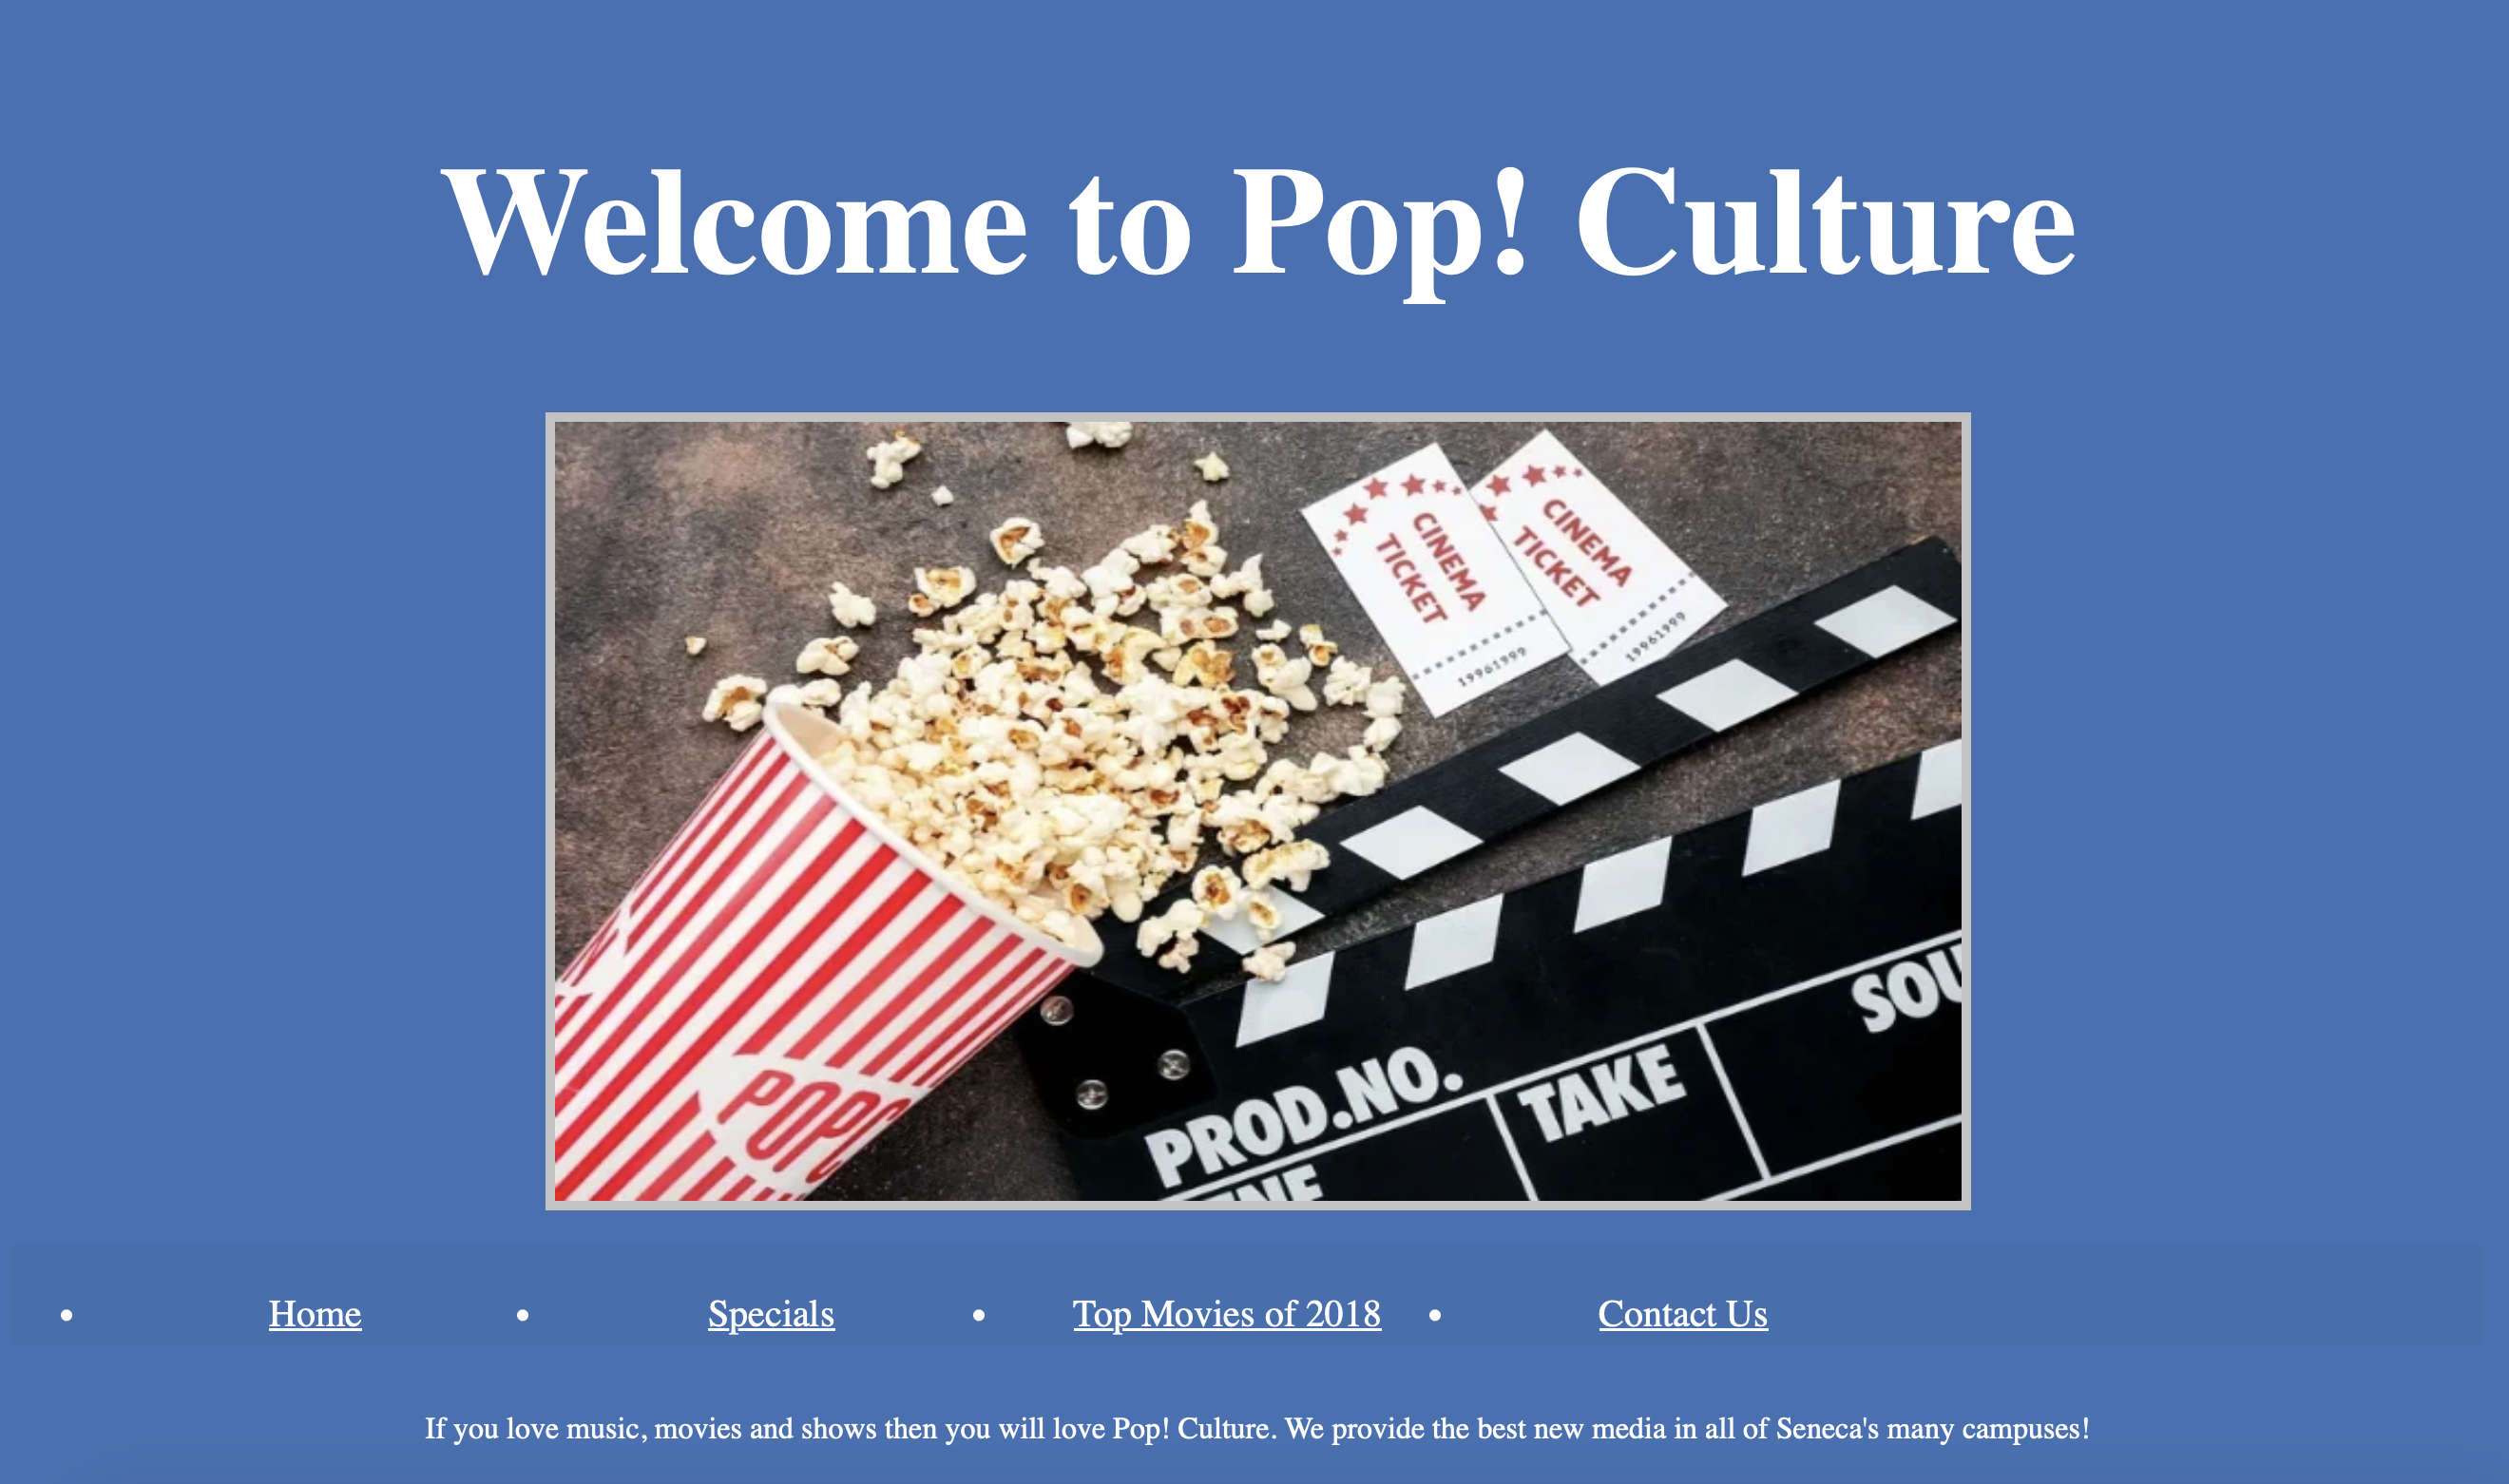 Welcome to Pop! Culture
CINEMA
TICKET
19961999
CINEMA
TICKET
19961999
PROD.NO.
TAKE
Home
Specials
Top Movies of 2018
Contact Us
If you love music, movies and shows then you will love Pop! Culture. We provide the best new media in all of Seneca's many campuses!